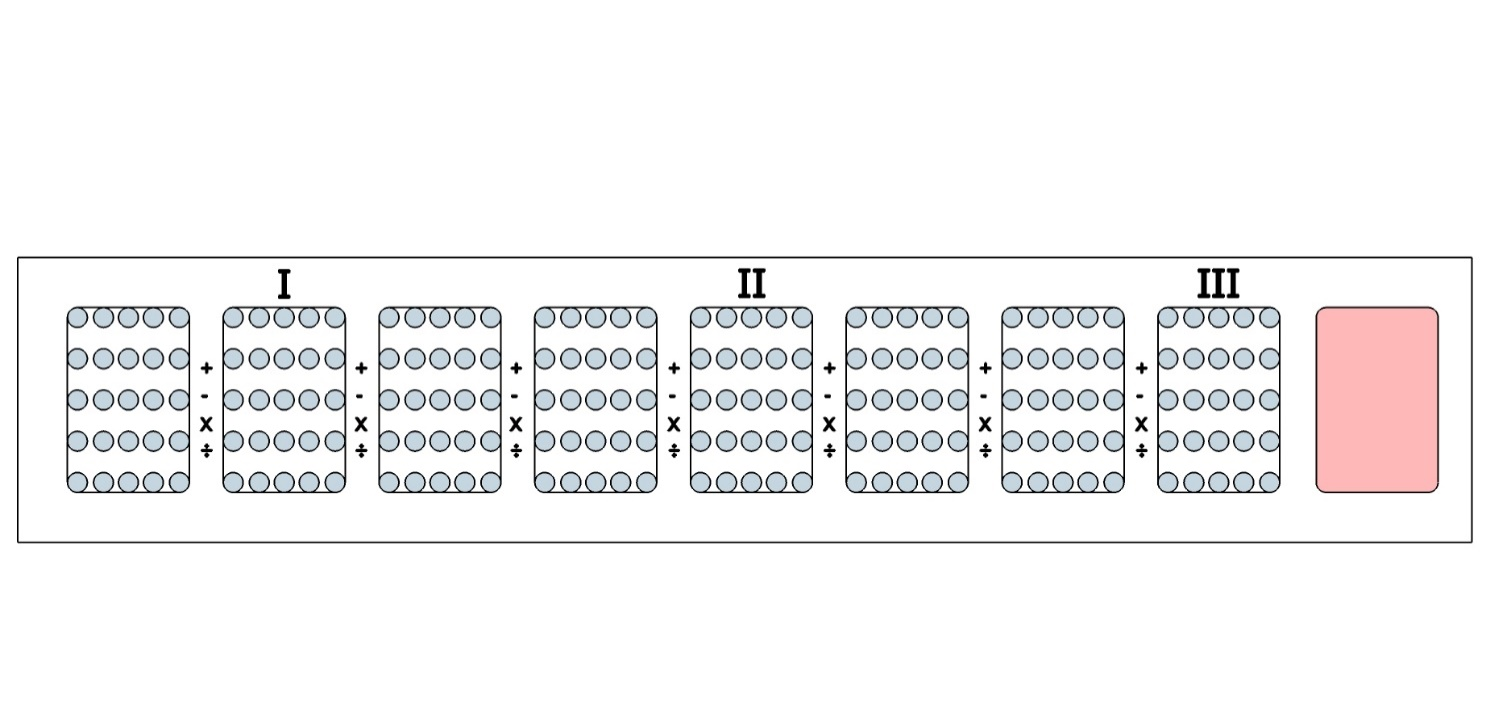 I II III
+ + + + + + +
- - - - - - -
x x x x x x x
÷ ÷ ÷ ÷ ÷ ÷ ÷